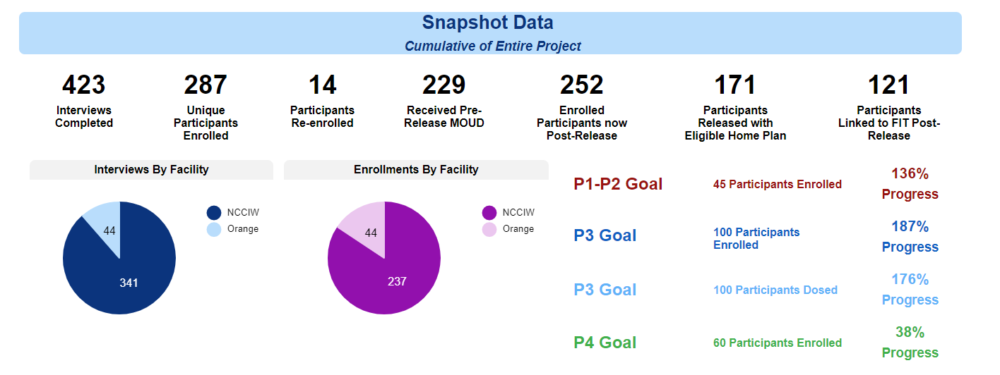 Snapshot Data
Cumulative of Entire Project
423
Interviews
Completed
287
Unique
Participants
Enrolled
14
Participants
Re-enrolled
229
Received Pre-
Release MOUD
252
Enrolled
Participants now
Post-Release
171
Participants
Released with
Eligible Home Plan
121
Participants
Linked to FIT Post-
Release
Interviews By Facility
44
341
NCCIW
Orange
Enrollments By Facility
44
237
NCCIW
Orange
P1-P2 Goal
45 Participants Enrolled
136%
Progress
P3 Goal
100 Participants
Enrolled
187%
Progress
P3 Goal
100 Participants Dosed
176%
Progress
P4 Goal
60 Participants Enrolled
38%
Progress